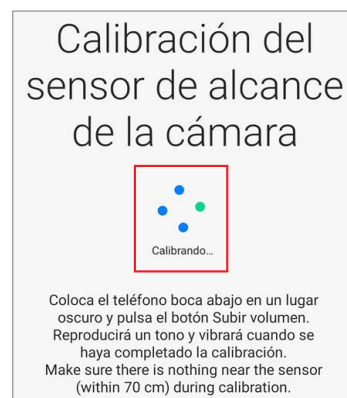 Calibración del
sensor de alcance
de la cámara
Calibrando...
Coloca el teléfono boca abajo en un lugar
oscuro y pulsa el botón Subir volumen.
Reproducirá un tono y vibrará cuando se
haya completado la calibración.
Make sure there is nothing near the sensor
(within 70 cm) during calibration.